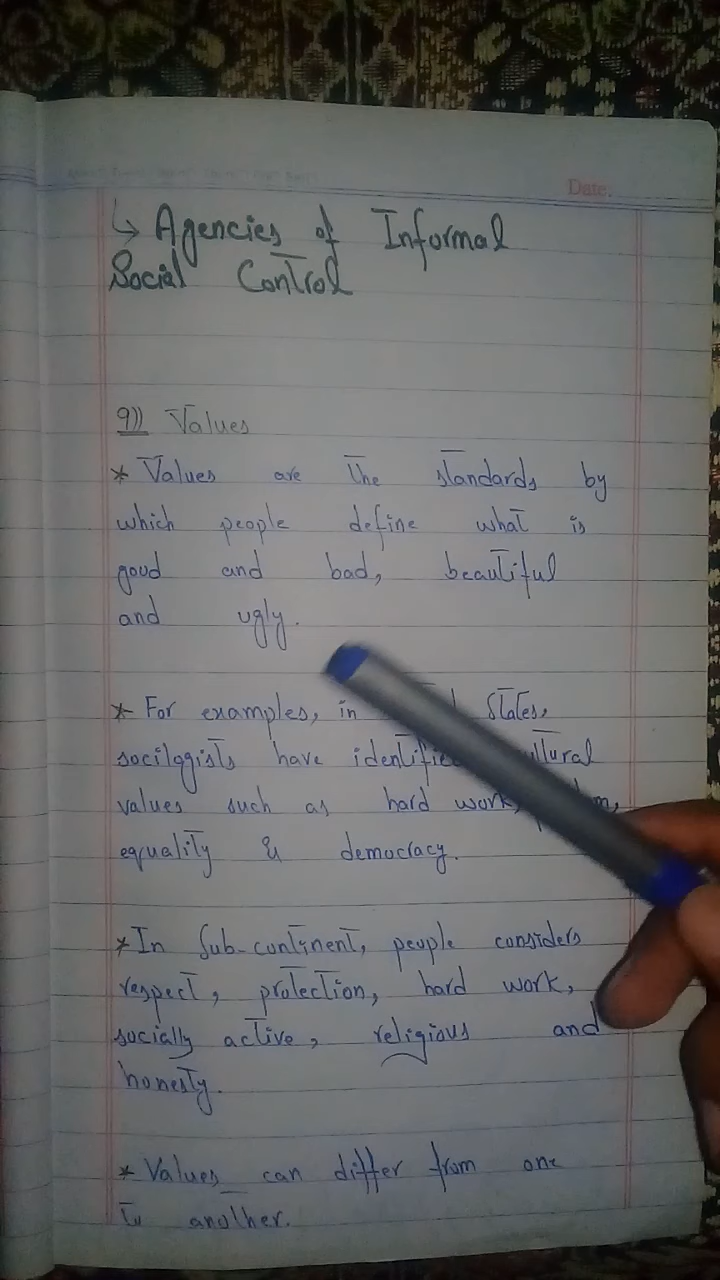 Date:
↳ Agencies of Informal
Social Control
9)) Values
* Values are the standards by
which people define what is
good and bad, beautiful
and ugly.
* For examples, in States,
socilogists have
values such as hard work,
equality & democracy.
* In Sub-continent, people considers
respect, protection, hard work,
socially active, religious and
honesty.
* Values can differ from one
to another.